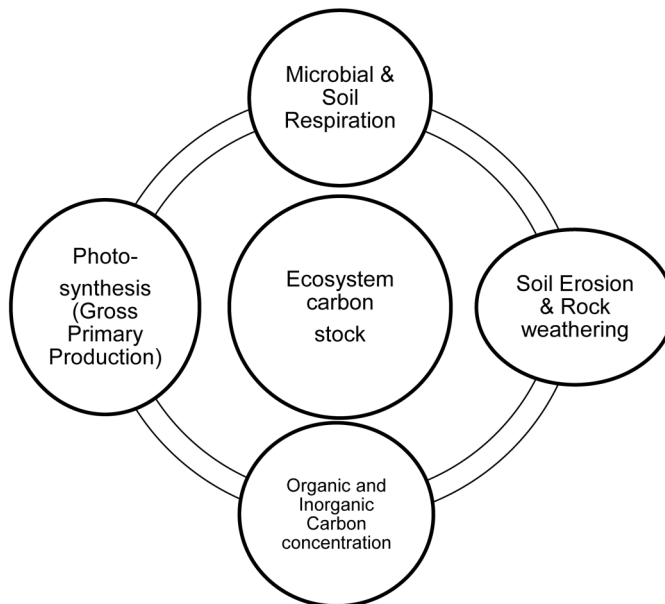 Microbial &
Soil
Respiration
Photo-
synthesis
(Gross
Primary
Production)
Ecosystem
carbon
stock
Soil Erosion
& Rock
weathering
Organic and
Inorganic
Carbon
concentration